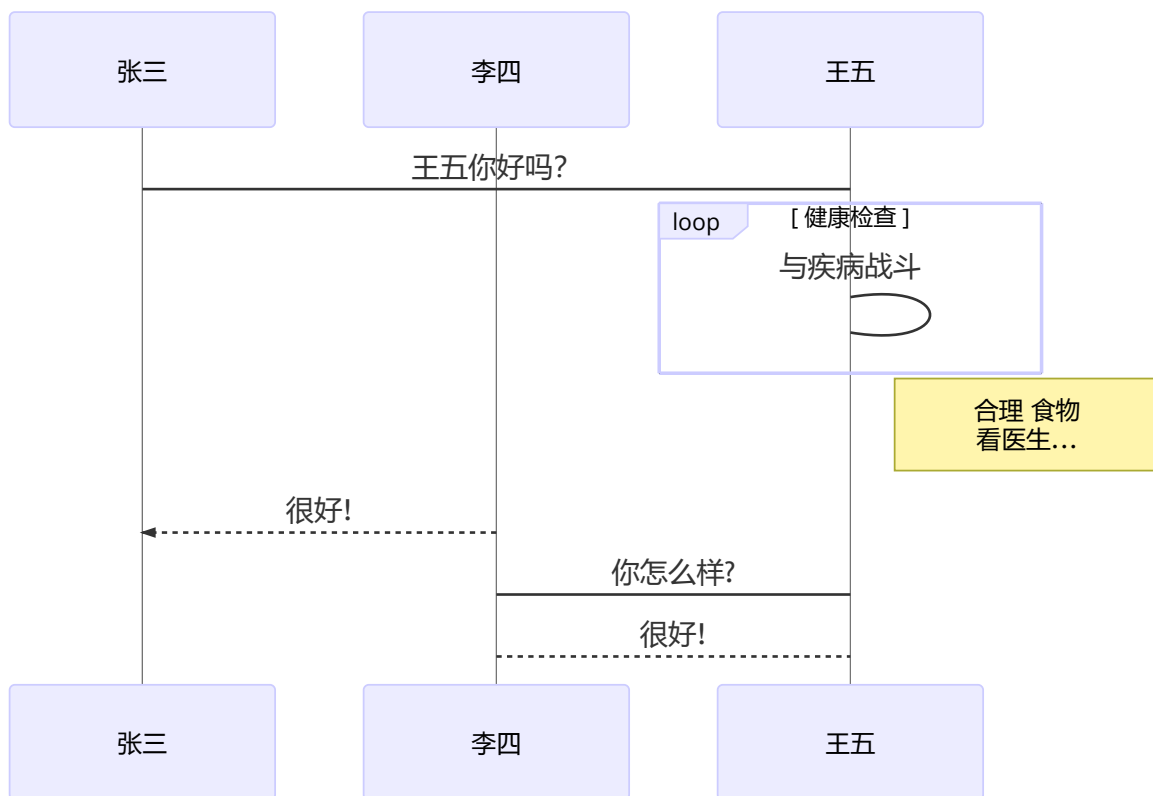 张三
李四
王五
王五你好吗?
loop
[ 健康检查 ]
与疾病战斗
合理 食物
看医生...
很好!
你怎么样?
很好!
张三
李四
王五